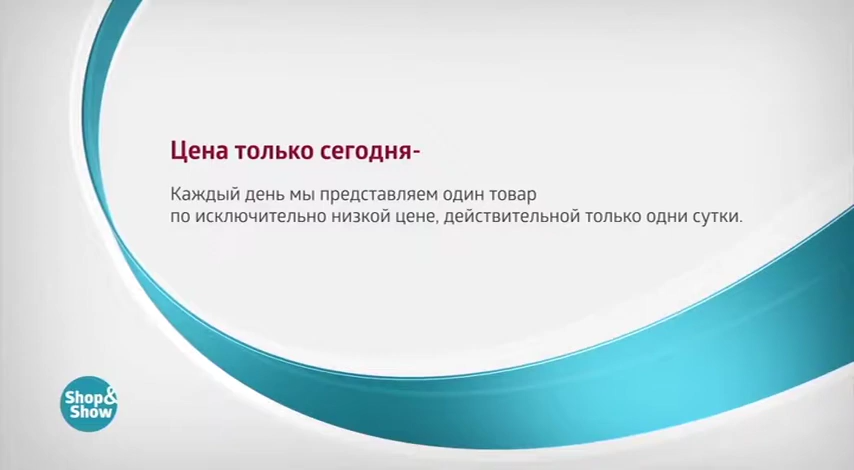 Цена только сегодня-
Каждый день мы представляем один товар
по исключительно низкой цене, действительной только одни сутки.
Shop&
Show